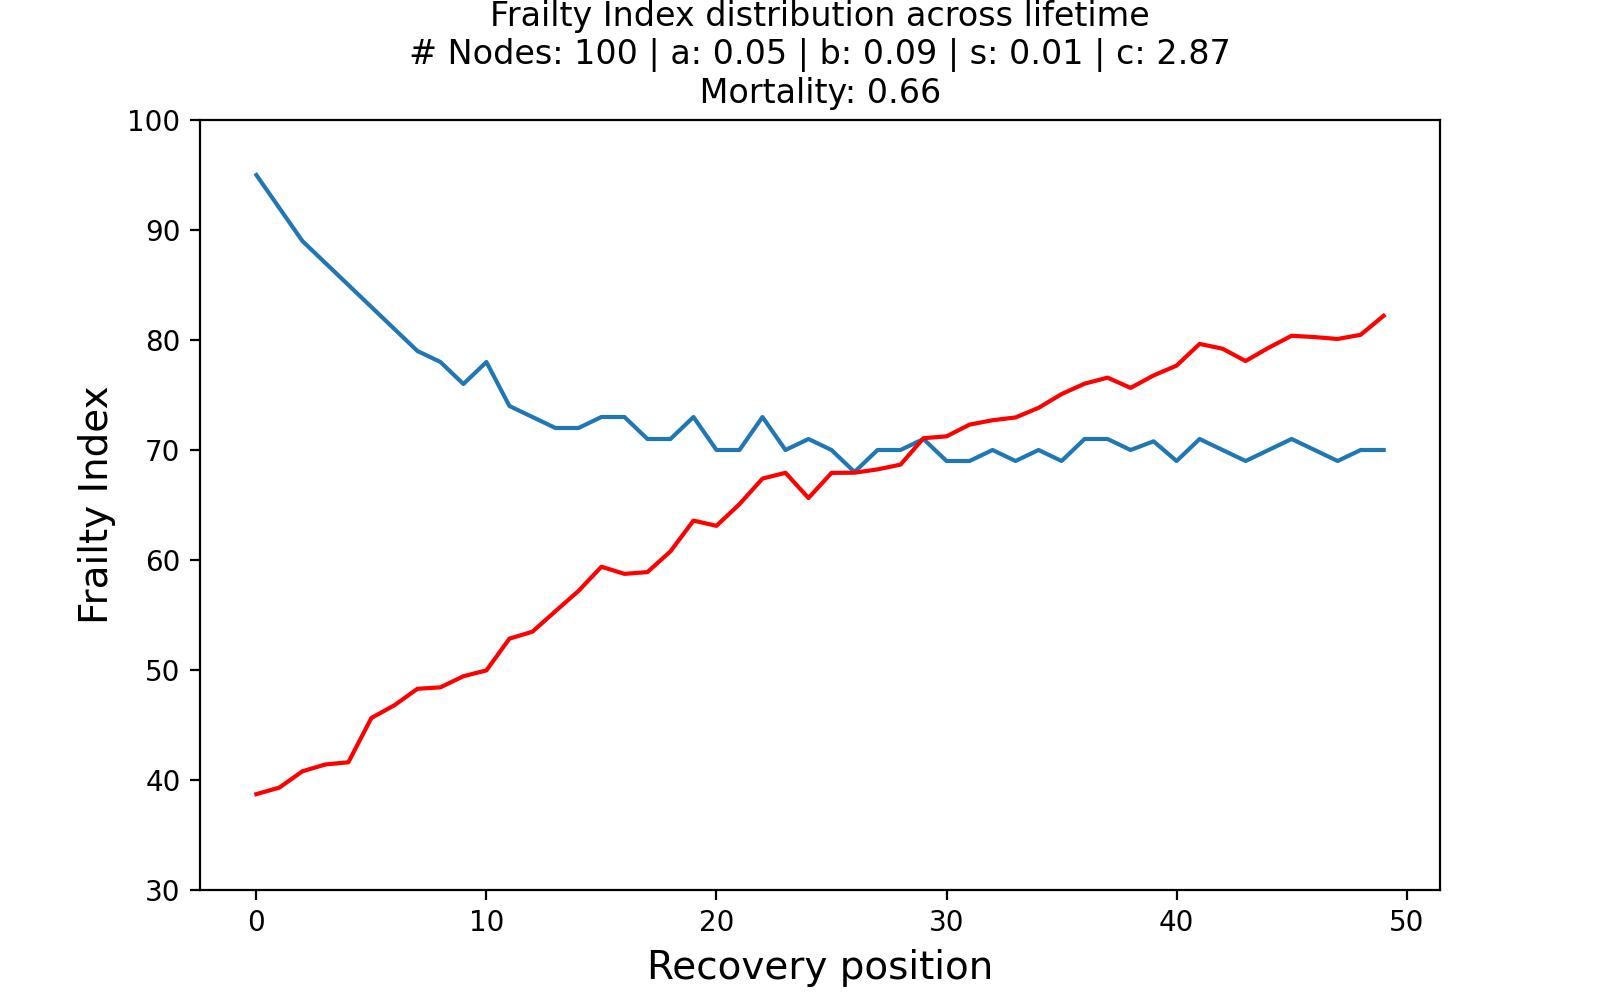 Frailty Index distribution across lifetime
# Nodes: 100 | a: 0.05 | b: 0.09 | s: 0.01 | c: 2.87
Mortality: 0.66
100
90
80
70
60
50
40
30
Frailty Index
0 10 20 30 40 50
Recovery position